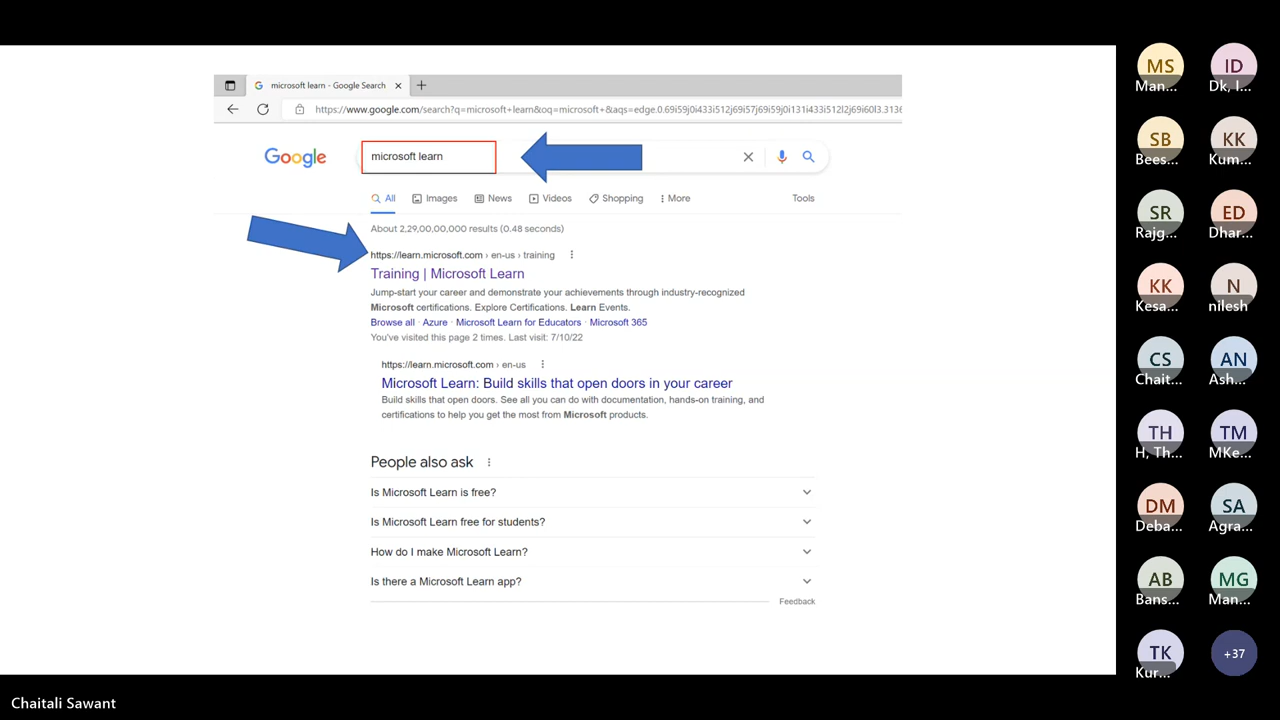 microsoft learn - Google Search
https://www.google.com/search?q=microsoft+learn&oq=microsoft+&aqs=edge.0.69i59j0i433i512j69i57j69i59j0i131i433i512l2j69i60l3.3136
Google
microsoft learn
All Images News Videos Shopping More Tools
About 2,29,00,00,000 results (0.48 seconds)
https://learn.microsoft.com › en-us › training
Training | Microsoft Learn
Jump-start your career and demonstrate your achievements through industry-recognized
Microsoft certifications. Explore Certifications. Learn Events.
Browse all · Azure · Microsoft Learn for Educators · Microsoft 365
You've visited this page 2 times. Last visit: 7/10/22
https://learn.microsoft.com › en-us
Microsoft Learn: Build skills that open doors in your career
Build skills that open doors. See all you can do with documentation, hands-on training, and
certifications to help you get the most from Microsoft products.
People also ask
Is Microsoft Learn is free?
Is Microsoft Learn free for students?
How do I make Microsoft Learn?
Is there a Microsoft Learn app?
Feedback
MS ID
Man... Dk, I...
SB KK
Bees... Kum...
SR ED
Rajg... Dhar...
KK N
Kesa... nilesh
CS AN
Chait... Ash...
TH TM
H, Th... MKe...
DM SA
Deba... Agra...
AB MG
Bans... Man...
TK +37
Kur...
Chaitali Sawant